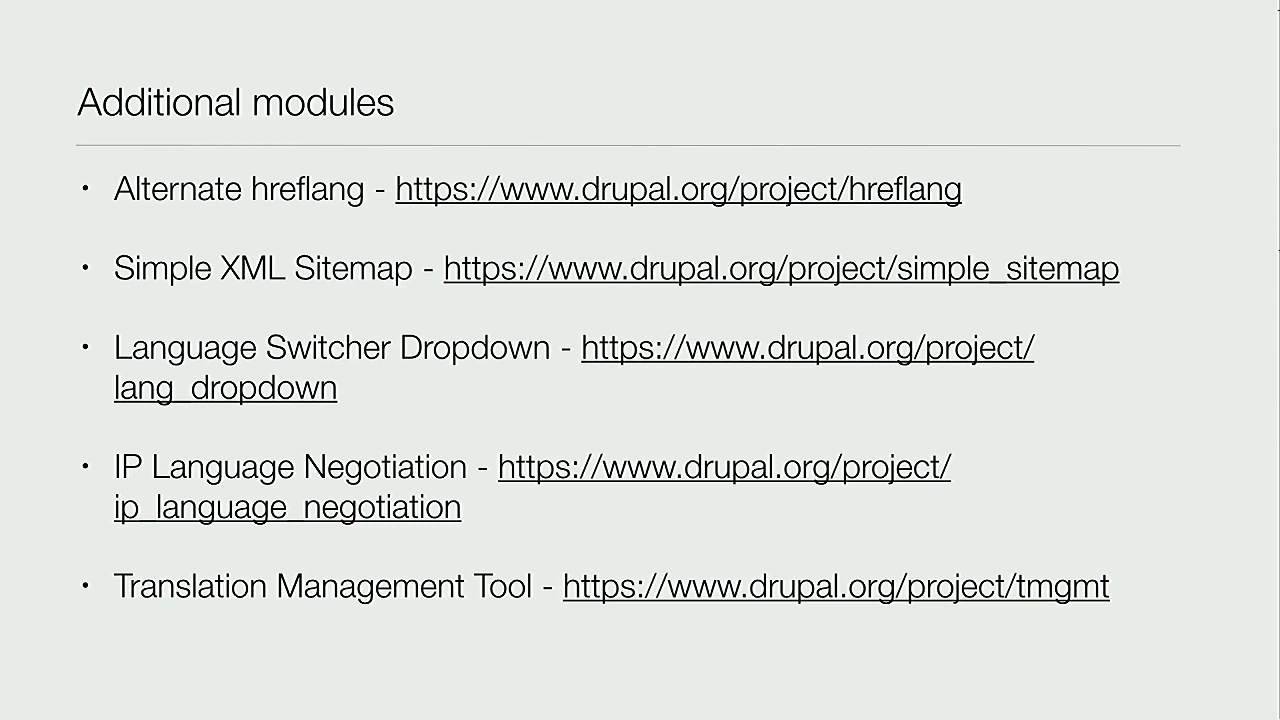 Additional modules
• Alternate hreflang - https://www.drupal.org/project/hreflang
• Simple XML Sitemap - https://www.drupal.org/project/simple_sitemap
• Language Switcher Dropdown - https://www.drupal.org/project/
lang_dropdown
• IP Language Negotiation - https://www.drupal.org/project/
ip_language_negotiation
• Translation Management Tool - https://www.drupal.org/project/tmgmt